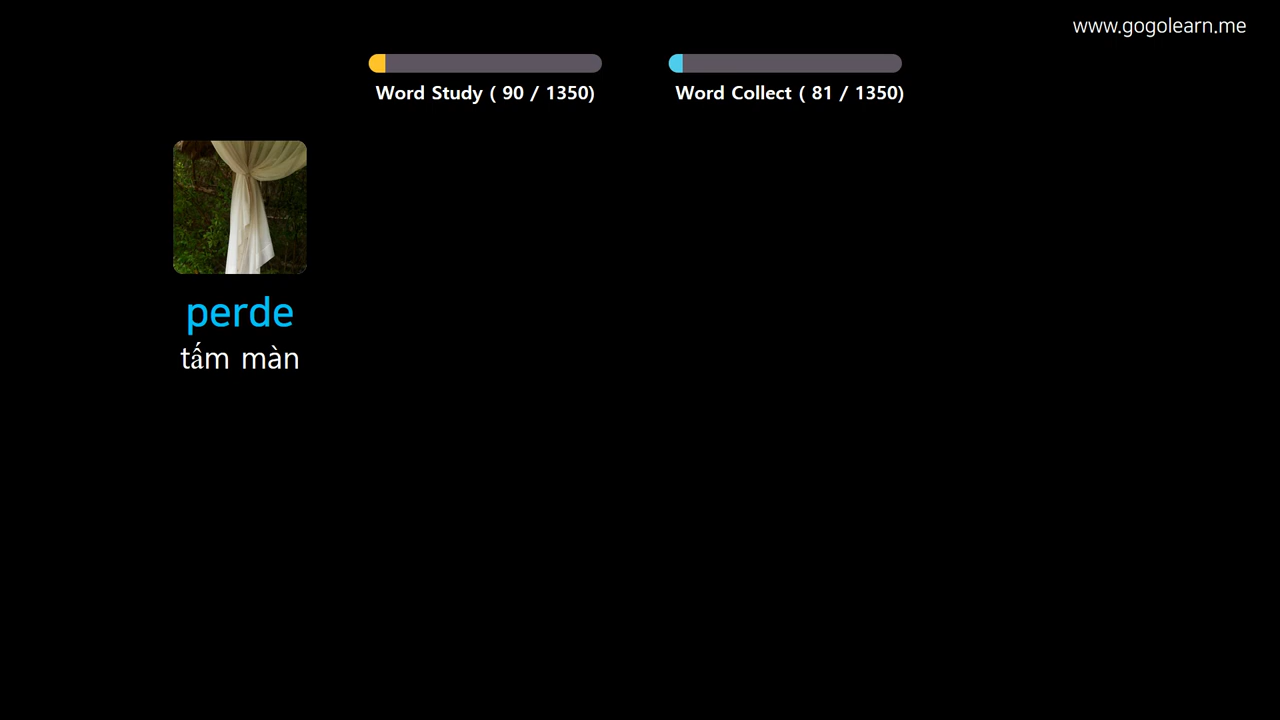 www.gogolearn.me
Word Study ( 90 / 1350)
Word Collect ( 81 / 1350)
perde
tấm màn